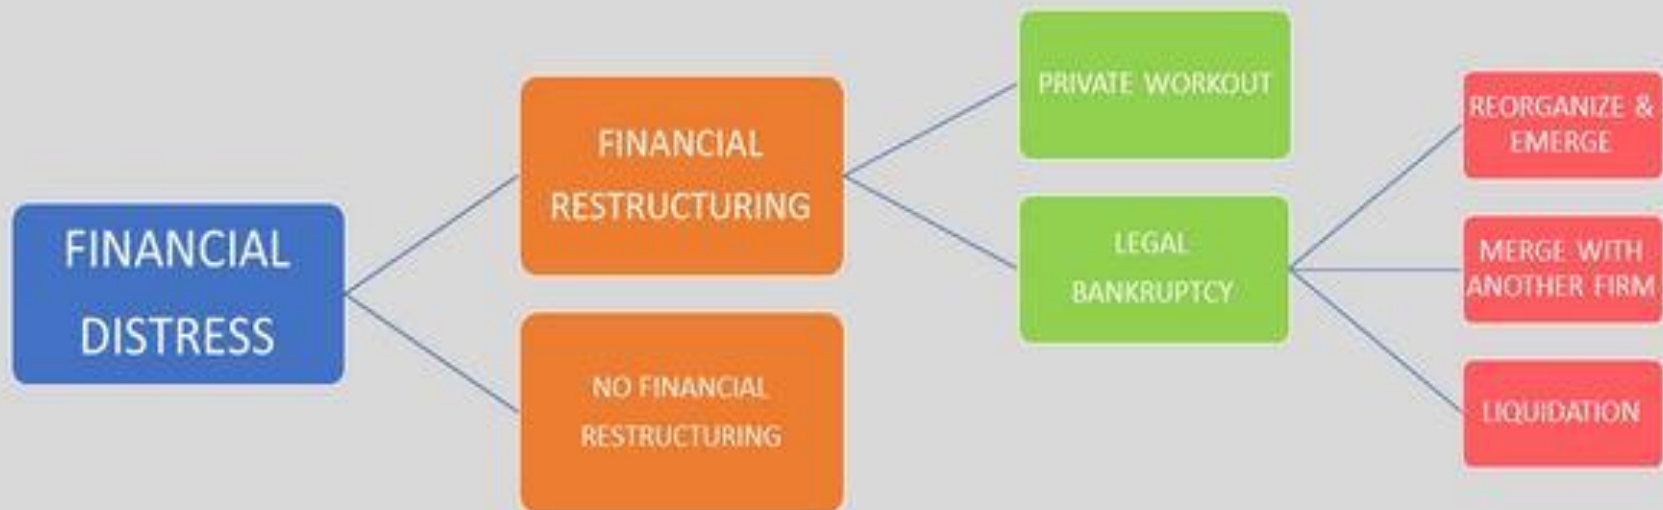 FINANCIAL
DISTRESS
FINANCIAL
RESTRUCTURING
NO FINANCIAL
RESTRUCTURING
PRIVATE WORKOUT
LEGAL
BANKRUPTCY
REORGANIZE &
EMERGE
MERGE WITH
ANOTHER FIRM
LIQUIDATION